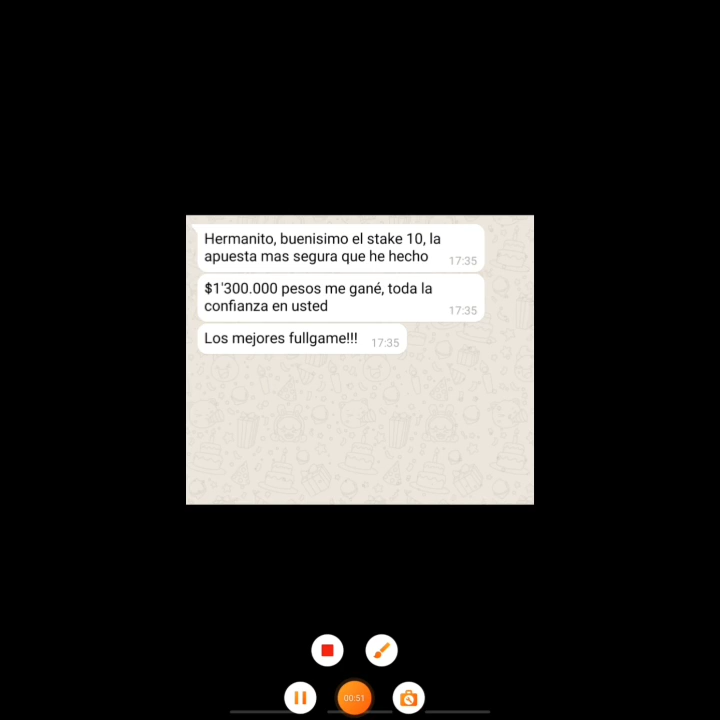 Hermanito, buenisimo el stake 10, la
apuesta mas segura que he hecho 17:35
$1'300.000 pesos me gané, toda la
confianza en usted 17:35
Los mejores fullgame!!! 17:35
00:51